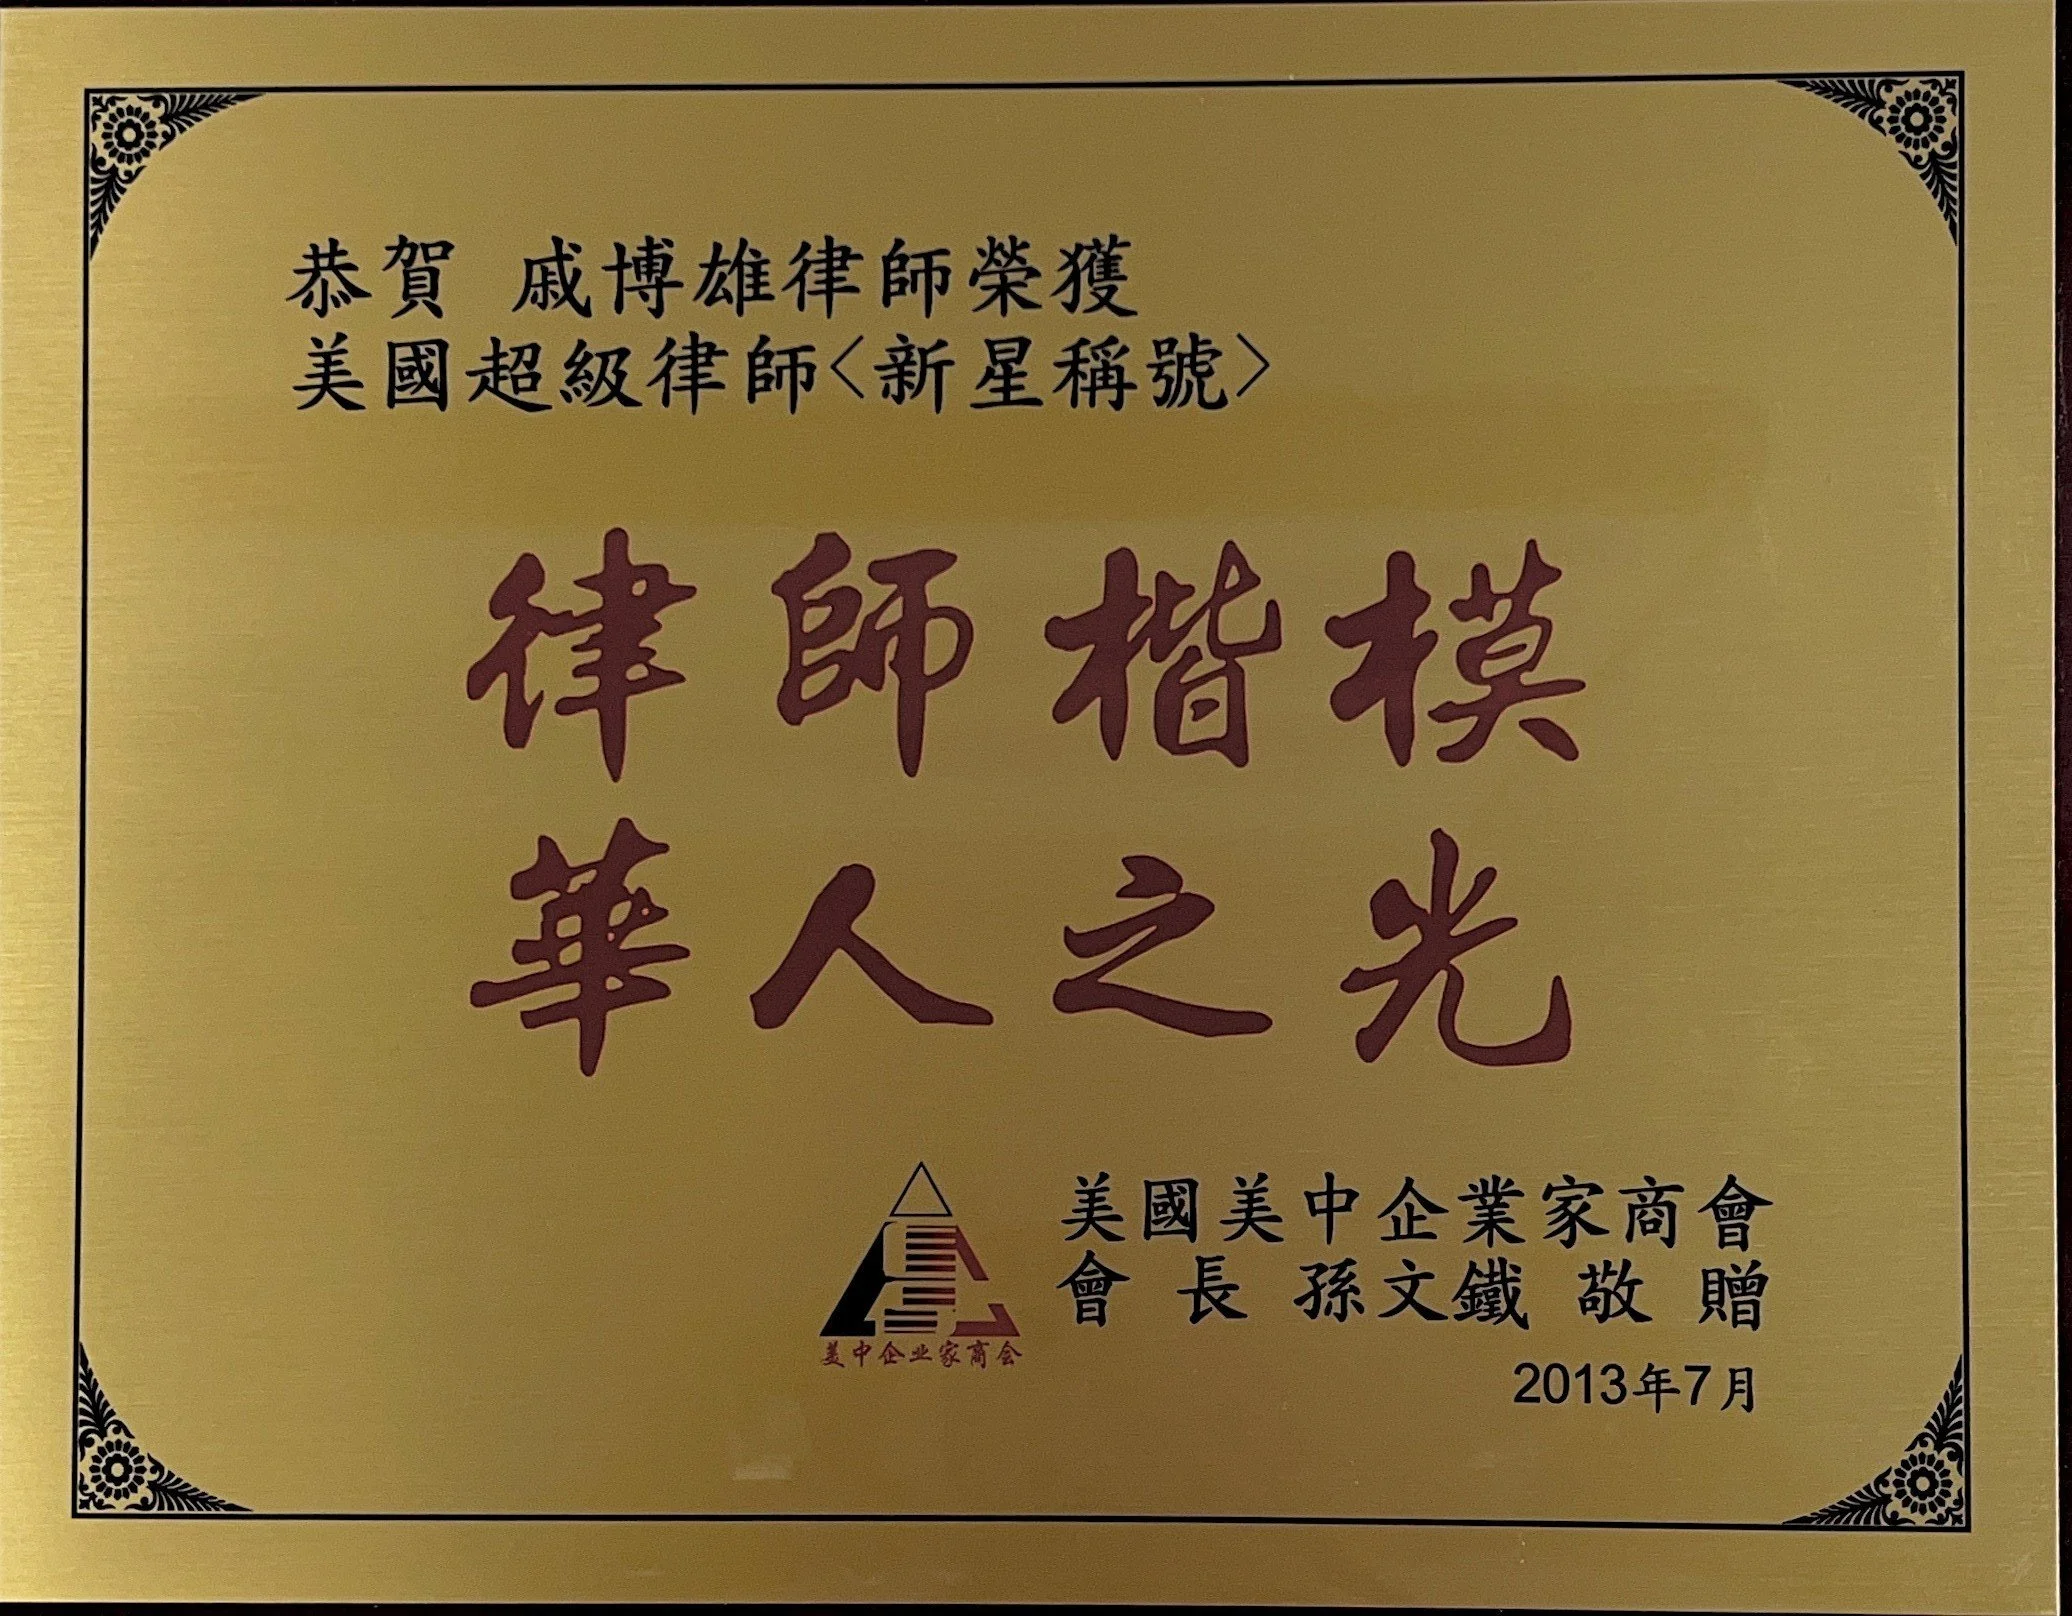 恭賀 戚博雄律師榮獲
美國超級律師<新星稱號>
律師楷模
華人之光
美國美中企業家商會
會 長 孫文鐵 敬 贈
美中企业家商会
2013年7月